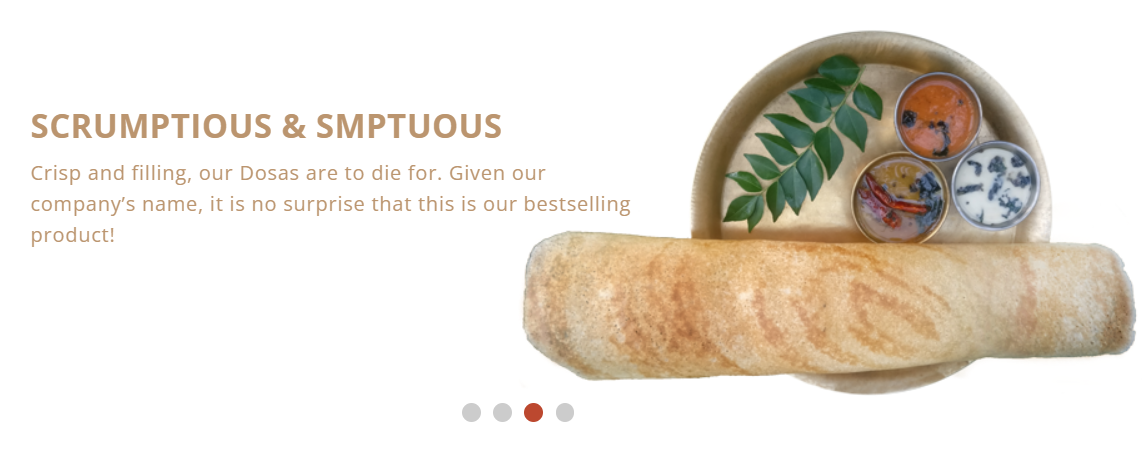 SCRUMPTIOUS & SMPTUOUS
Crisp and filling, our Dosas are to die for. Given our
company’s name, it is no surprise that this is our bestselling
product!